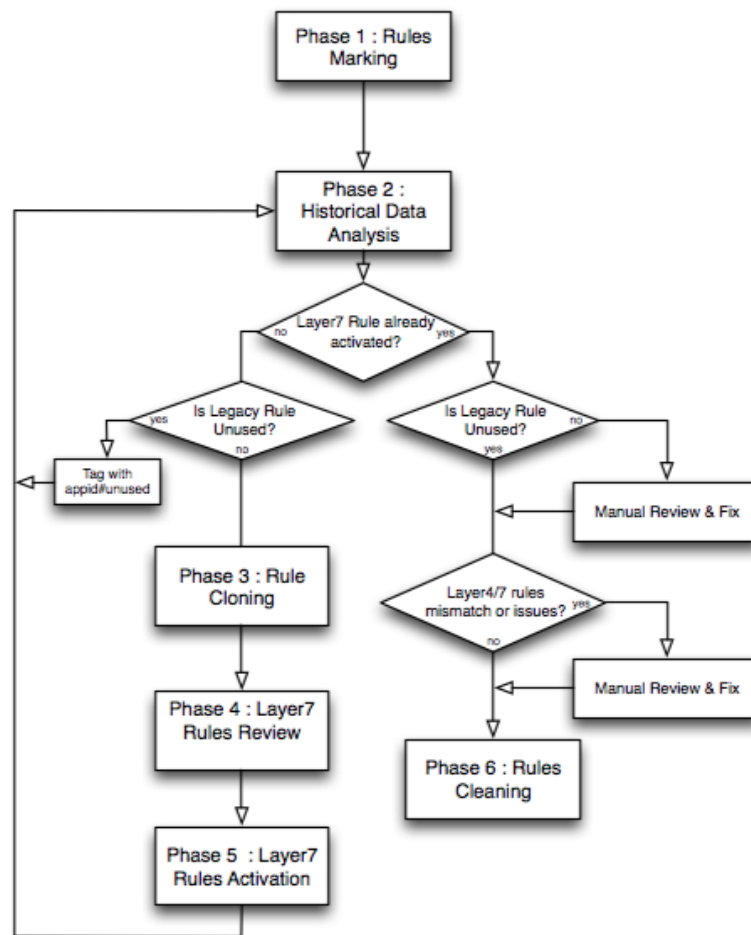 Phase 1 : Rules
Marking
Phase 2 :
Historical Data
Analysis
Layer7 Rule already
activated?
no
yes
Is Legacy Rule
Unused?
yes
no
Tag with
appid#unused
Is Legacy Rule
Unused?
no
yes
Manual Review & Fix
Phase 3 : Rule
Cloning
Layer4/7 rules
mismatch or issues?
yes
no
Manual Review & Fix
Phase 4 : Layer7
Rules Review
Phase 6 : Rules
Cleaning
Phase 5  : Layer7
Rules Activation